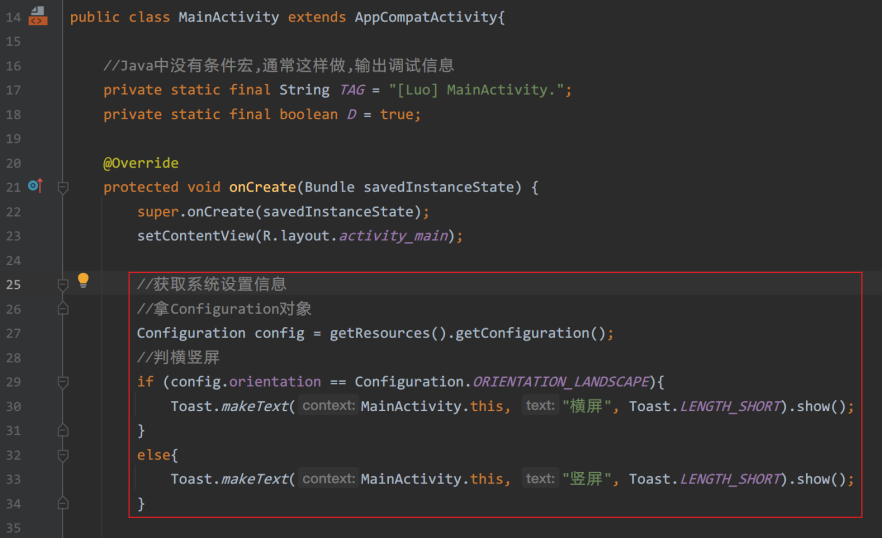 14 public class MainActivity extends AppCompatActivity{
15
16 //Java中没有条件宏,通常这样做,输出调试信息
17 private static final String TAG = "[Luo] MainActivity.";
18 private static final boolean D = true;
19
20 @Override
21 protected void onCreate(Bundle savedInstanceState) {
22 super.onCreate(savedInstanceState);
23 setContentView(R.layout.activity_main);
24
25 //获取系统设置信息
26 //拿Configuration对象
27 Configuration config = getResources().getConfiguration();
28 //判横竖屏
29 if (config.orientation == Configuration.ORIENTATION_LANDSCAPE){
30 Toast.makeText( context: MainActivity.this, text: "横屏", Toast.LENGTH_SHORT).show();
31 }
32 else{
33 Toast.makeText( context: MainActivity.this, text: "竖屏", Toast.LENGTH_SHORT).show();
34 }
35